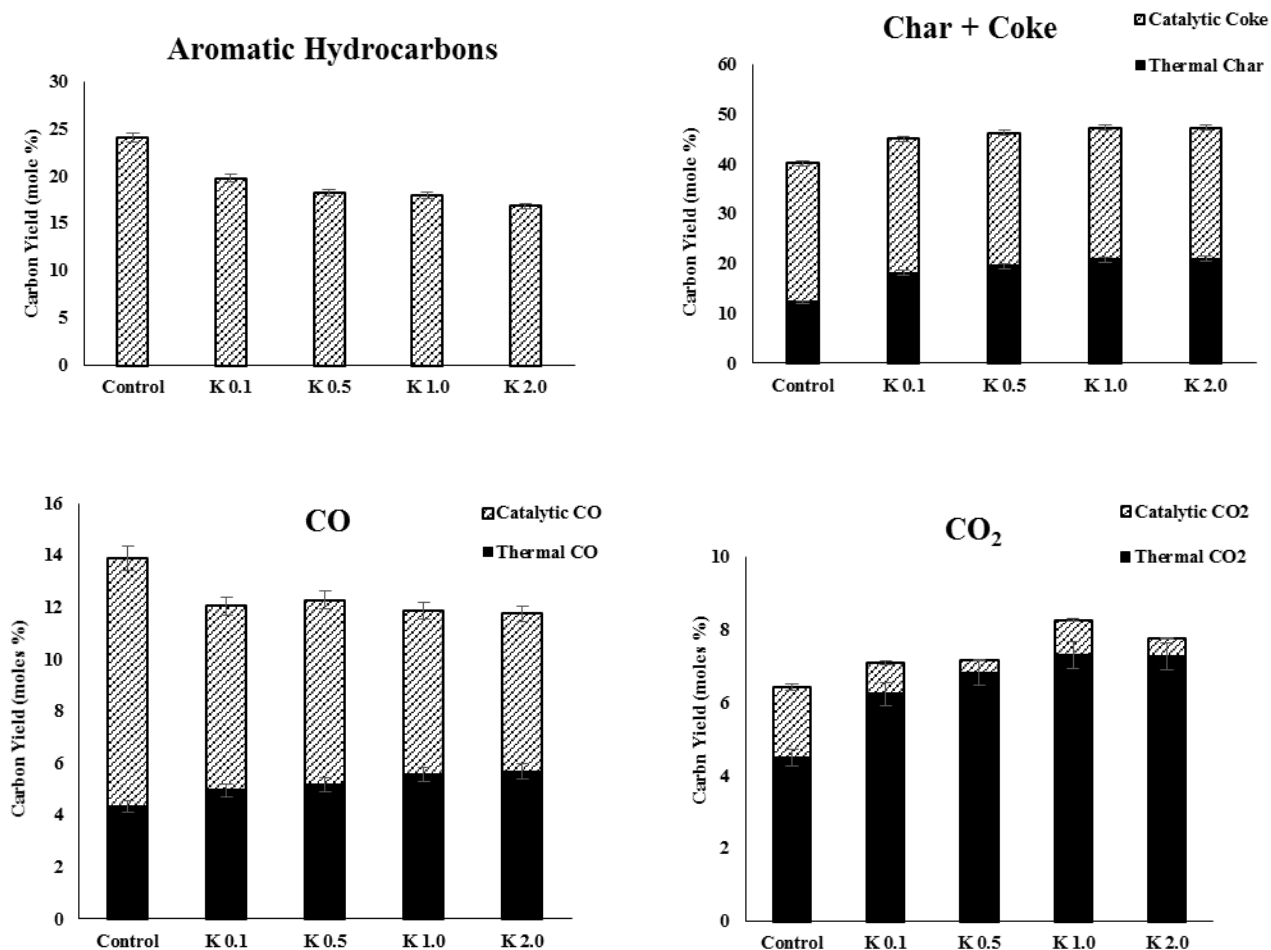 Aromatic Hydrocarbons
Carbon Yield (mole %)
30
25
20
15
10
5
0
Control K 0.1 K 0.5 K 1.0 K 2.0
Char + Coke
Catalytic Coke
Thermal Char
Carbon Yield (mole %)
60
50
40
30
20
10
0
Control K 0.1 K 0.5 K 1.0 K 2.0
CO
Catalytic CO
Thermal CO
Carbon Yield (moles %)
16
14
12
10
8
6
4
2
0
Control K 0.1 K 0.5 K 1.0 K 2.0
CO₂
Catalytic CO2
Thermal CO2
Carbn Yield (moles %)
10
8
6
4
2
0
Control K 0.1 K 0.5 K 1.0 K 2.0